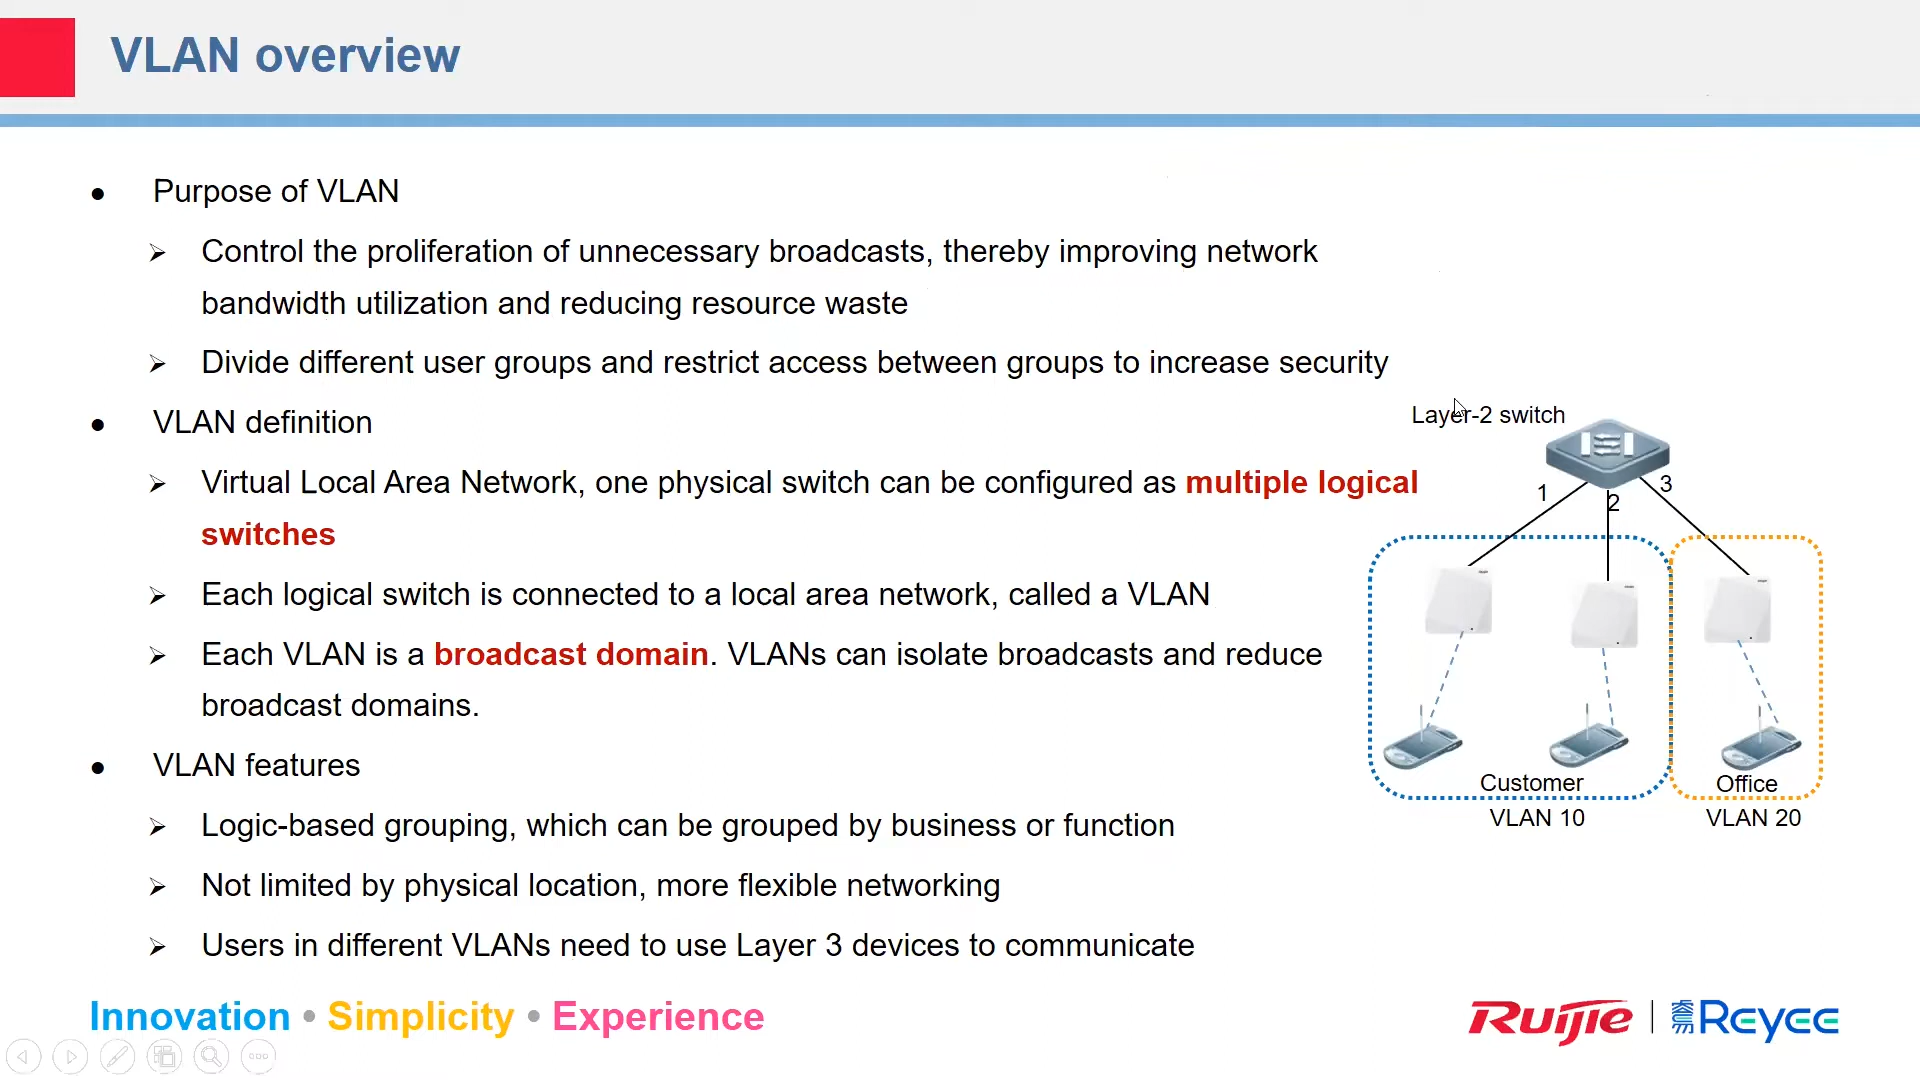 VLAN overview
Purpose of VLAN
Control the proliferation of unnecessary broadcasts, thereby improving network
bandwidth utilization and reducing resource waste
Divide different user groups and restrict access between groups to increase security
VLAN definition
Virtual Local Area Network, one physical switch can be configured as multiple logical
switches
Each logical switch is connected to a local area network, called a VLAN
Each VLAN is a broadcast domain. VLANs can isolate broadcasts and reduce
broadcast domains.
VLAN features
Logic-based grouping, which can be grouped by business or function
Not limited by physical location, more flexible networking
Users in different VLANs need to use Layer 3 devices to communicate
Layer-2 switch
1
2
3
Customer
VLAN 10
Office
VLAN 20
Innovation • Simplicity • Experience
Ruijie | Reyee